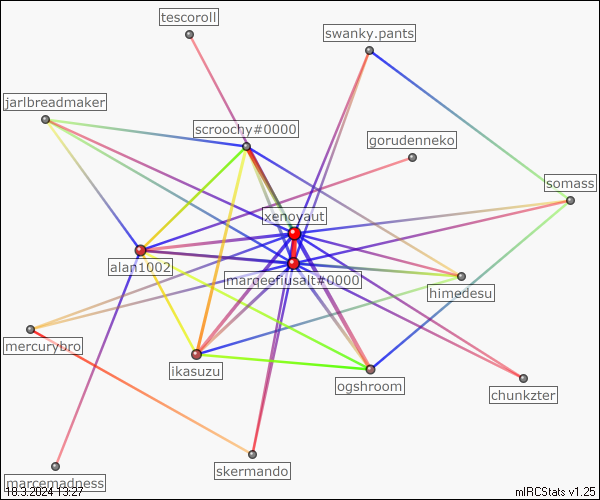 tescoroll
swanky.pants
jarlbreadmaker
scroochy#0000
gorudenneko
somass
xenoyaut
alan1002
marqeefiusalt#0000
himedesu
mercurybro
ikasuzu
ogshroom
chunkzter
skermando
marcemadness
18.3.2024 13:27
mIRCStats v1.25